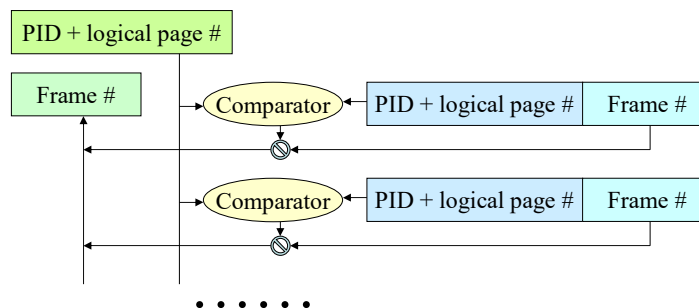 PID + logical page #
Frame #
Comparator
PID + logical page #
Frame #
Comparator
PID + logical page #
Frame #